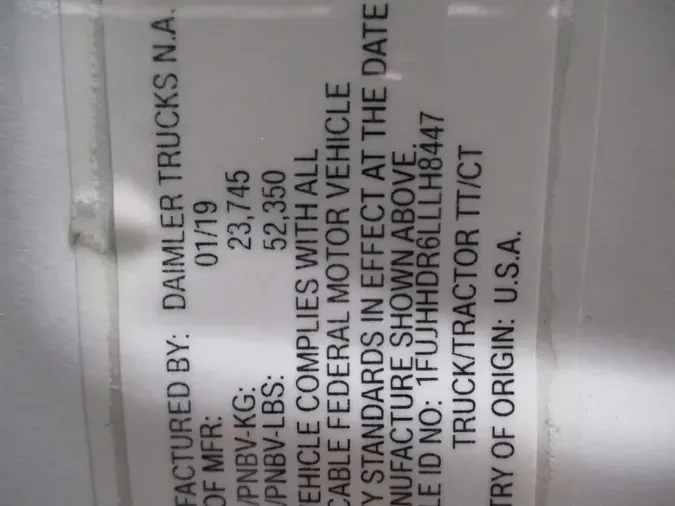 FACTURED BY: DAIMLER TRUCKS N.A.
OF MFR: 01/19
/PNBV-KG: 23,745
/PNBV-LBS: 52,350
EHICLE COMPLIES WITH ALL
CABLE FEDERAL MOTOR VEHICLE
Y STANDARDS IN EFFECT AT THE DATE
NUFACTURE SHOWN ABOVE.
LE ID NO: 1FUJHHDR6LLLH8447
TRUCK/TRACTOR TT/CT
TRY OF ORIGIN: U.S.A.